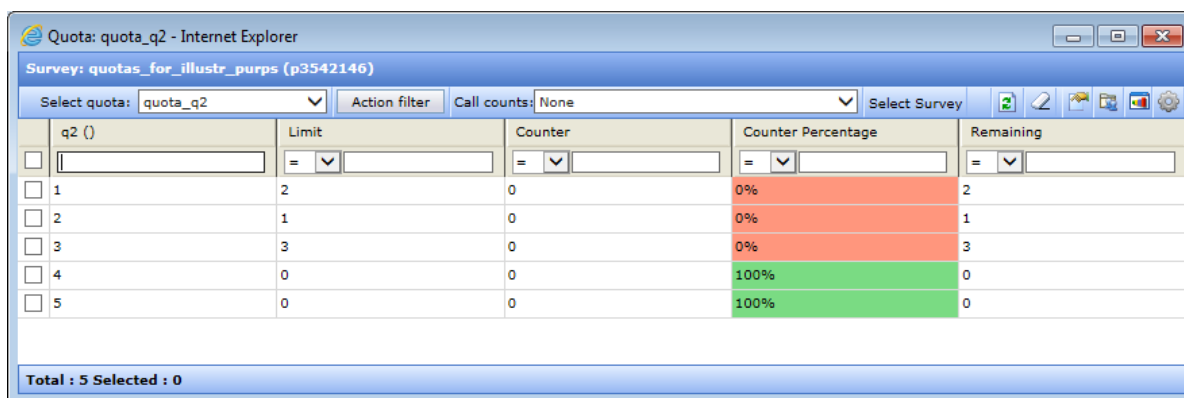 Quota: quota_q2 - Internet Explorer
Survey: quotas_for_illustr_purps (p3542146)
Select quota: quota_q2 Action filter Call counts: None Select Survey
q2 () Limit Counter Counter Percentage Remaining
= = = =
1 2 0 0% 2
2 1 0 0% 1
3 3 0 0% 3
4 0 0 100% 0
5 0 0 100% 0
Total : 5 Selected : 0